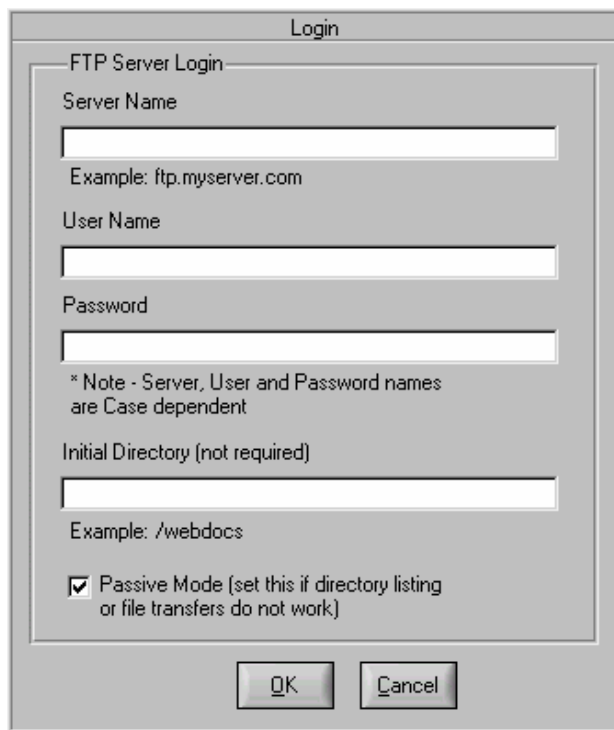 Login
FTP Server Login
Server Name
Example: ftp.myserver.com
User Name
Password
* Note - Server, User and Password names
are Case dependent
Initial Directory (not required)
Example: /webdocs
Passive Mode (set this if directory listing
or file transfers do not work)
OK
Cancel